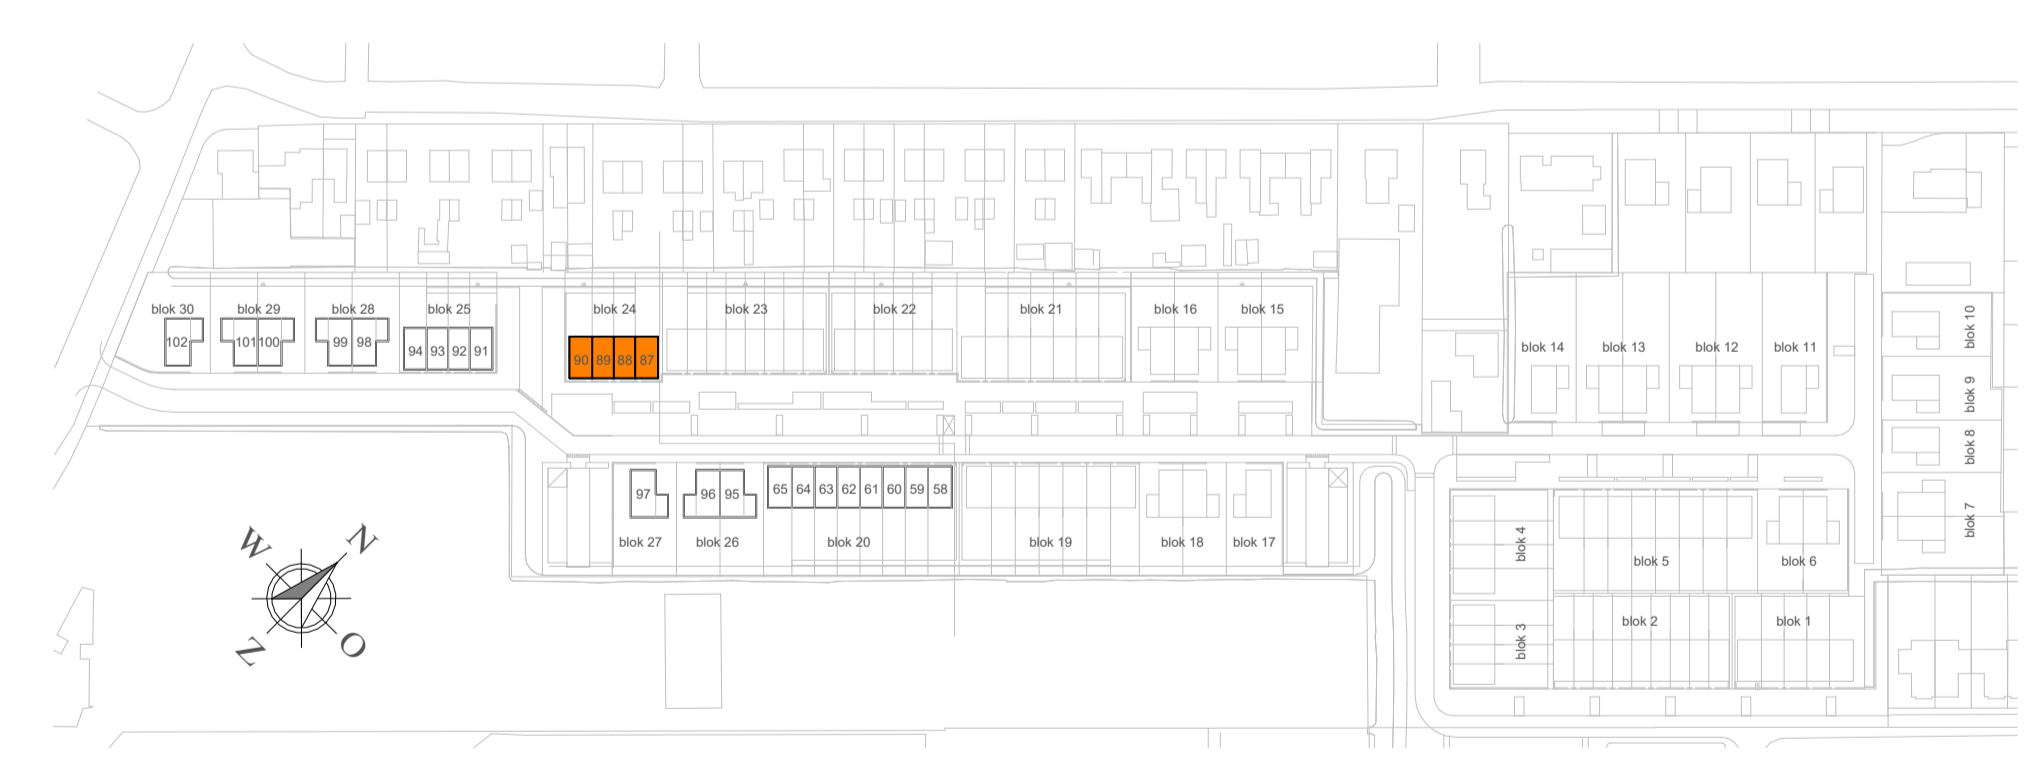 blok 30
blok 29
blok 28
blok 25
blok 24
blok 23
blok 22
blok 21
blok 16
blok 15
102
101
100
99
98
94
93
92
91
90
89
88
87
blok 14
blok 13
blok 12
blok 11
blok 10
blok 9
blok 8
blok 7
97
96
95
65
64
63
62
61
60
59
58
blok 27
blok 26
blok 20
blok 19
blok 18
blok 17
blok 4
blok 5
blok 6
blok 3
blok 2
blok 1
W
N
Z
O